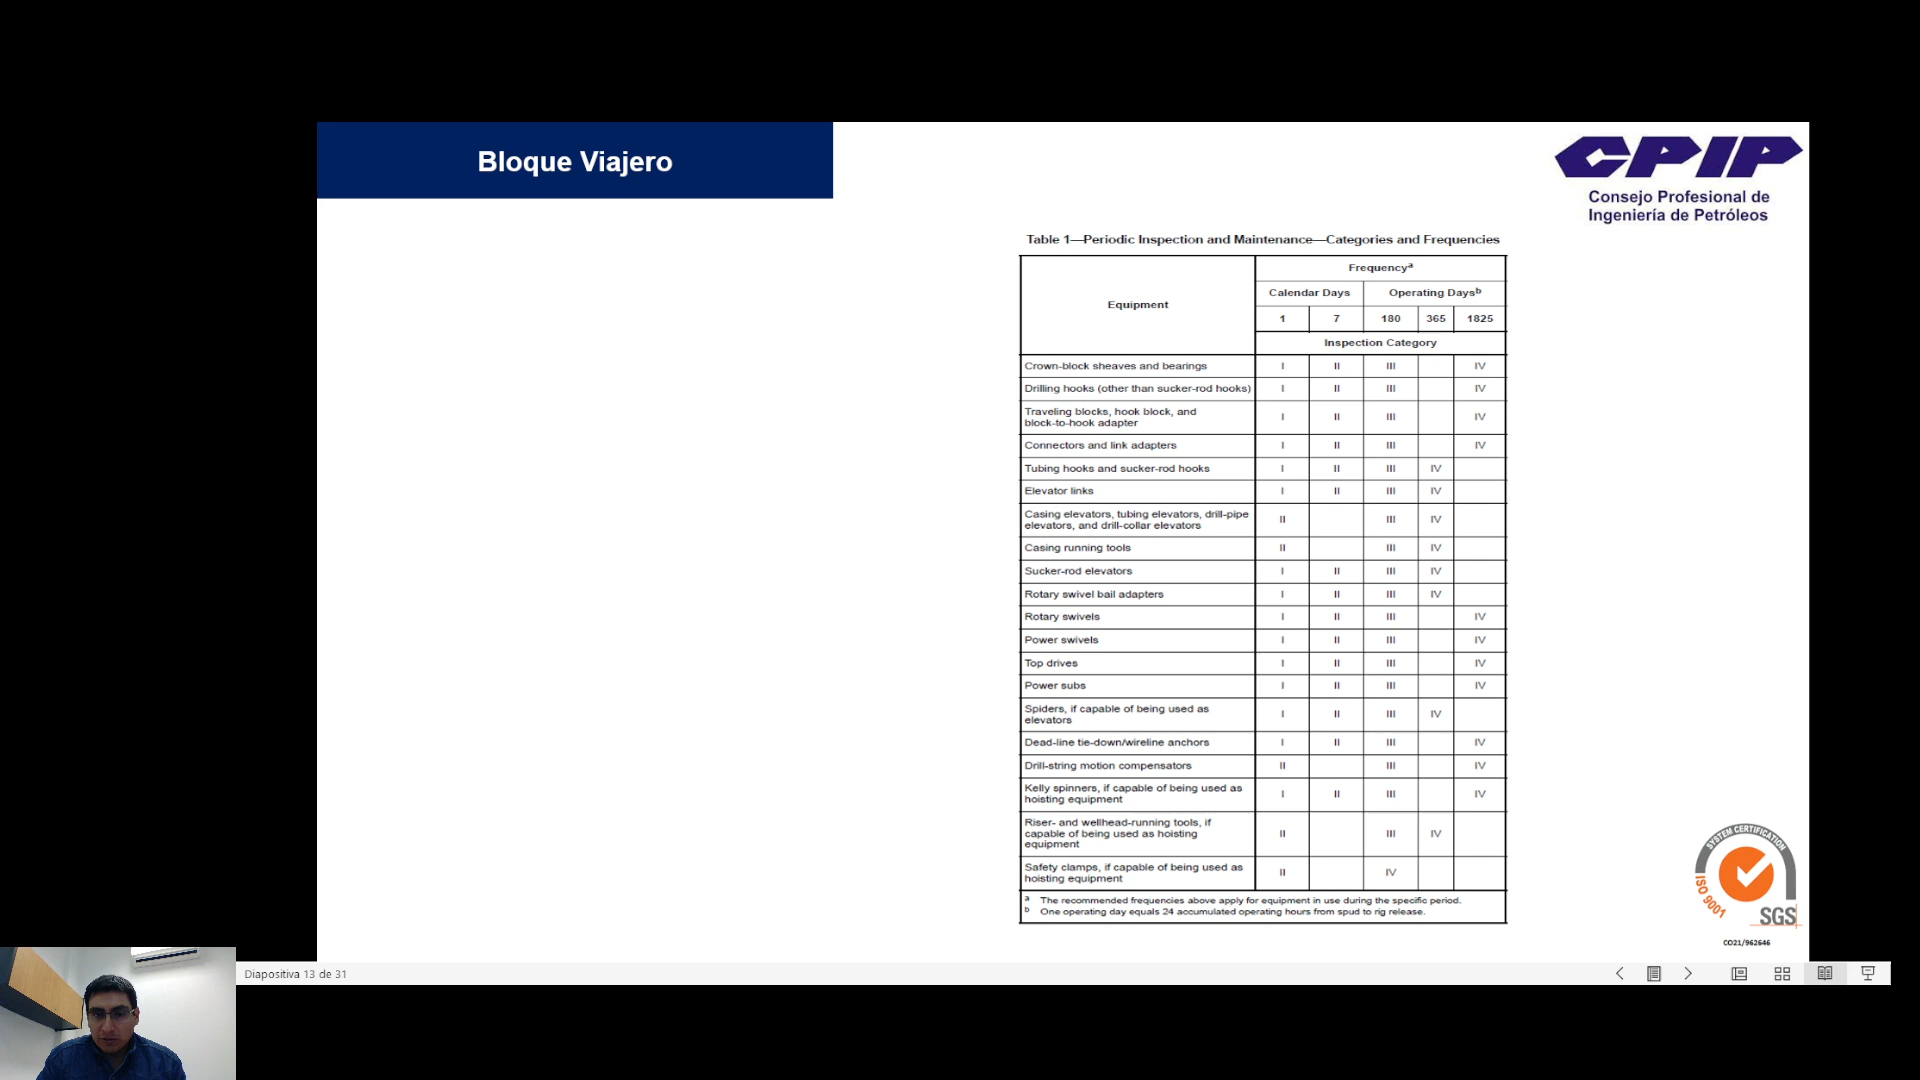 Bloque Viajero
CPIP
Consejo Profesional de
Ingeniería de Petróleos
Table 1—Periodic Inspection and Maintenance—Categories and Frequencies
Equipment
Frequencyª
Calendar Days Operating Daysᵇ
1 7 180 365 1825
Inspection Category
Crown-block sheaves and bearings I II III IV
Drilling hooks (other than sucker-rod hooks) I II III IV
Traveling blocks, hook block, and
block-to-hook adapter I II III IV
Connectors and link adapters I II III IV
Tubing hooks and sucker-rod hooks I II III IV
Elevator links I II III IV
Casing elevators, tubing elevators, drill-pipe
elevators, and drill-collar elevators II III IV
Casing running tools II III IV
Sucker-rod elevators I II III IV
Rotary swivel bail adapters I II III IV
Rotary swivels I II III IV
Power swivels I II III IV
Top drives I II III IV
Power subs I II III IV
Spiders, if capable of being used as
elevators I II III IV
Dead-line tie-down/wireline anchors I II III IV
Drill-string motion compensators II III IV
Kelly spinners, if capable of being used as
hoisting equipment I II III IV
Riser- and wellhead-running tools, if
capable of being used as hoisting
equipment II III IV
Safety clamps, if capable of being used as
hoisting equipment II IV
a The recommended frequencies above apply for equipment in use during the specific period.
b One operating day equals 24 accumulated operating hours from spud to rig release.
SYSTEM CERTIFICATION
ISO 9001
SGS
CO21/962646
Diapositiva 13 de 31